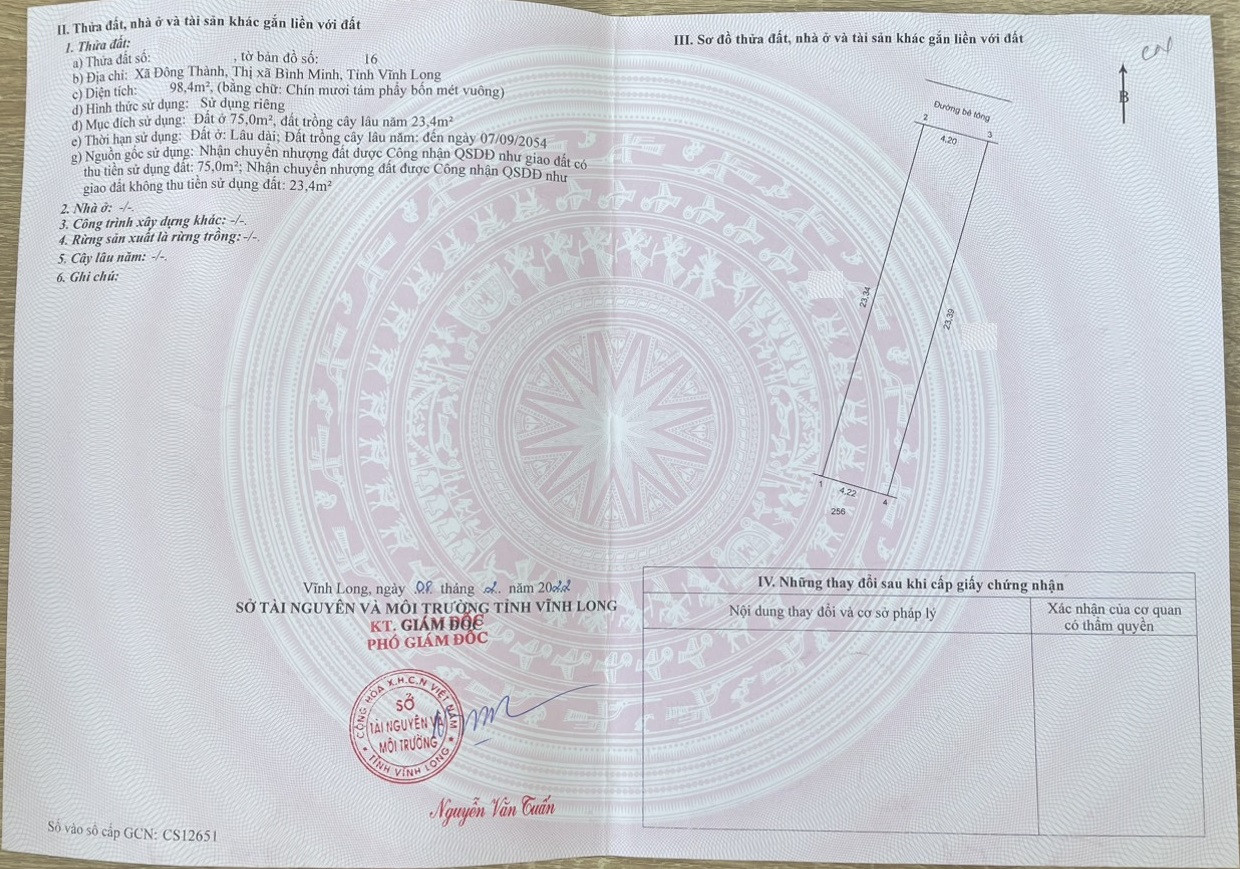 II. Thửa đất, nhà ở và tài sản khác gắn liền với đất
1. Thửa đất:
a) Thửa đất số: , tờ bản đồ số: 16
b) Địa chỉ: Xã Đông Thành, Thị xã Bình Minh, Tỉnh Vĩnh Long
c) Diện tích: 98,4m², (bằng chữ: Chín mươi tám phẩy bốn mét vuông)
d) Hình thức sử dụng: Sử dụng riêng
đ) Mục đích sử dụng: Đất ở 75,0m², đất trồng cây lâu năm 23,4m²
e) Thời hạn sử dụng: Đất ở: Lâu dài; Đất trồng cây lâu năm: đến ngày 07/09/2054
g) Nguồn gốc sử dụng: Nhận chuyển nhượng đất được Công nhận QSDĐ như giao đất có
thu tiền sử dụng đất: 75,0m²; Nhận chuyển nhượng đất được Công nhận QSDĐ như
giao đất không thu tiền sử dụng đất: 23,4m²
2. Nhà ở: -/-.
3. Công trình xây dựng khác: -/-.
4. Rừng sản xuất là rừng trồng: -/-.
5. Cây lâu năm: -/-.
6. Ghi chú:
Vĩnh Long, ngày 08 tháng 2. năm 2022
SỞ TÀI NGUYÊN VÀ MÔI TRƯỜNG TỈNH VĨNH LONG
KT. GIÁM ĐỐC
PHÓ GIÁM ĐỐC
CỘNG HÒA X.H.C.N VIỆT NAM
SỞ
TÀI NGUYÊN VÀ
MÔI TRƯỜNG
TỈNH VĨNH LONG
Nguyễn Văn Tuấn
Số vào sổ cấp GCN: CS12651
III. Sơ đồ thửa đất, nhà ở và tài sản khác gắn liền với đất
B
Đường bê tông
2
4.20
3
23.34
23.39
1
4.22
4
256
IV. Những thay đổi sau khi cấp giấy chứng nhận
Nội dung thay đổi và cơ sở pháp lý
Xác nhận của cơ quan
có thẩm quyền